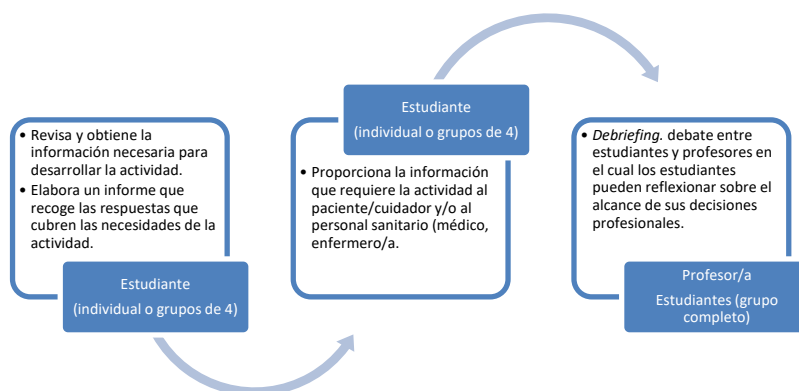 • Revisa y obtiene la
información necesaria para
desarrollar la actividad.
• Elabora un informe que
recoge las respuestas que
cubren las necesidades de la
actividad.
Estudiante
(individual o grupos de 4)
Estudiante
(individual o grupos de 4)
• Proporciona la información
que requiere la actividad al
paciente/cuidador y/o al
personal sanitario (médico,
enfermero/a.
• Debriefing. debate entre
estudiantes y profesores en
el cual los estudiantes
pueden reflexionar sobre el
alcance de sus decisiones
profesionales.
Profesor/a
Estudiantes (grupo
completo)